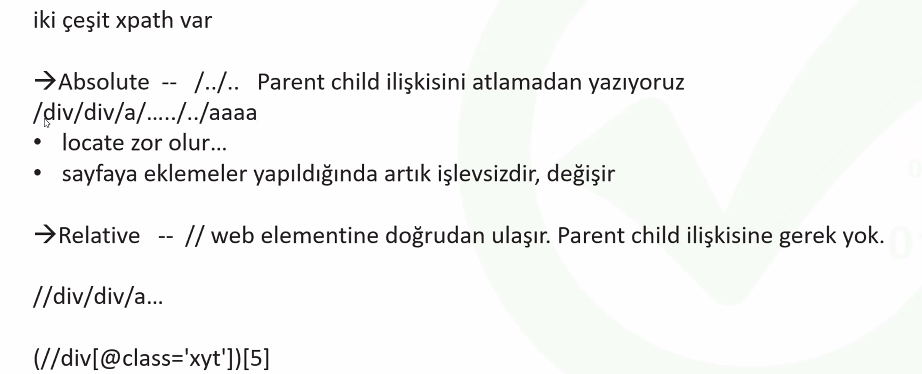 iki çeşit xpath var
→Absolute -- /../.. Parent child ilişkisini atlamadan yazıyoruz
/div/div/a/...../../aaaa
• locate zor olur...
• sayfaya eklemeler yapıldığında artık işlevsizdir, değişir
→Relative -- // web elementine doğrudan ulaşır. Parent child ilişkisine gerek yok.
//div/div/a...
(//div[@class='xyt'])[5]